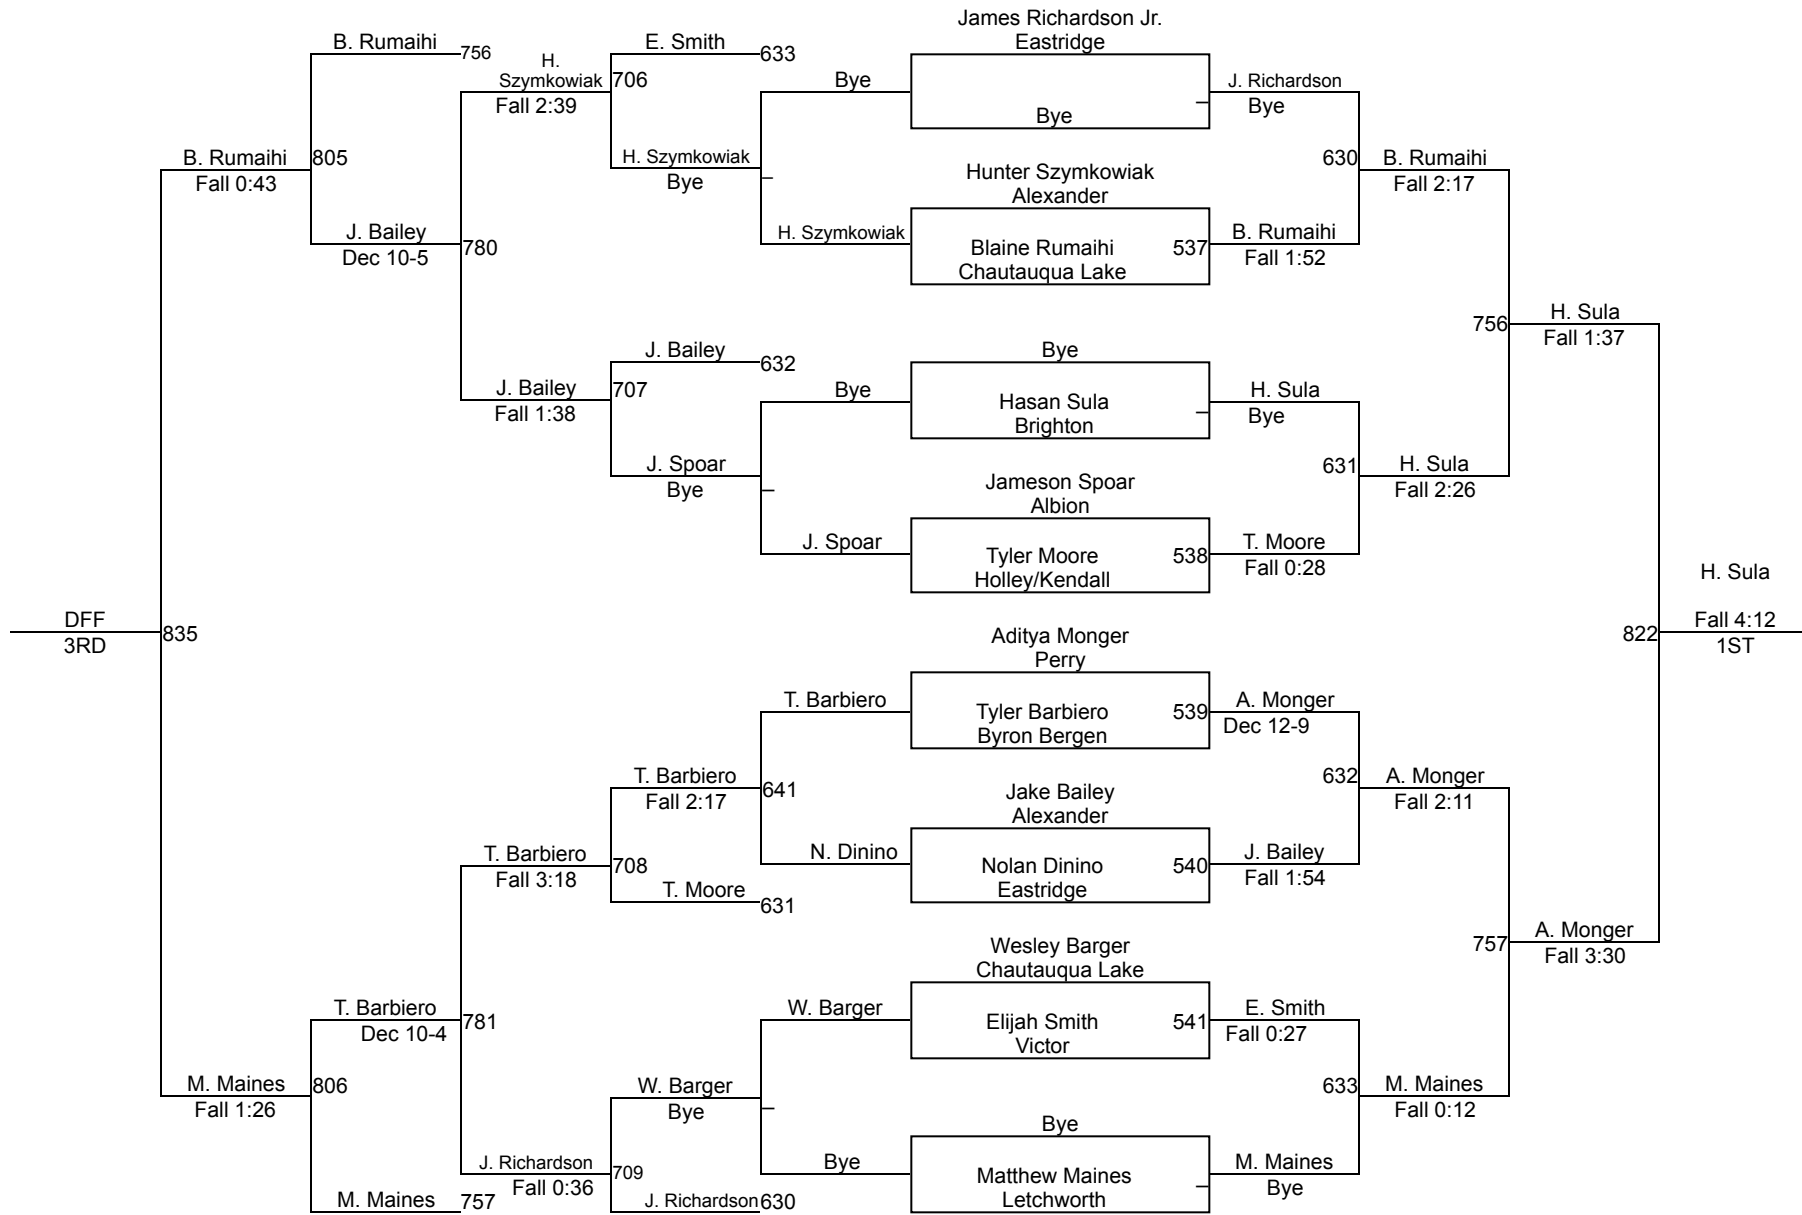 James Richardson Jr.
Eastridge
Bye
J. Richardson
Bye
Hunter Szymkowiak
Alexander
Blaine Rumaihi
Chautauqua Lake
537
B. Rumaihi
Fall 1:52
630
B. Rumaihi
Fall 2:17
Bye
Hasan Sula
Brighton
H. Sula
Bye
Jameson Spoar
Albion
Tyler Moore
Holley/Kendall
538
T. Moore
Fall 0:28
631
H. Sula
Fall 2:26
756
H. Sula
Fall 1:37
Aditya Monger
Perry
Tyler Barbiero
Byron Bergen
539
A. Monger
Dec 12-9
Jake Bailey
Alexander
Nolan Dinino
Eastridge
540
J. Bailey
Fall 1:54
632
A. Monger
Fall 2:11
Wesley Barger
Chautauqua Lake
Elijah Smith
Victor
541
E. Smith
Fall 0:27
Bye
Matthew Maines
Letchworth
M. Maines
Bye
633
M. Maines
Fall 0:12
757
A. Monger
Fall 3:30
822
H. Sula
Fall 4:12
1ST
Bye
H. Szymkowiak
H. Szymkowiak
Bye
E. Smith
633
706
H.
Szymkowiak
Fall 2:39
Bye
J. Spoar
J. Spoar
Bye
J. Bailey
632
707
J. Bailey
Fall 1:38
780
J. Bailey
Dec 10-5
B. Rumaihi
756
805
B. Rumaihi
Fall 0:43
T. Barbiero
N. Dinino
641
T. Barbiero
Fall 2:17
T. Moore
631
708
T. Barbiero
Fall 3:18
W. Barger
Bye
W. Barger
Bye
J. Richardson
630
709
J. Richardson
Fall 0:36
781
T. Barbiero
Dec 10-4
M. Maines
757
806
M. Maines
Fall 1:26
835
DFF
3RD